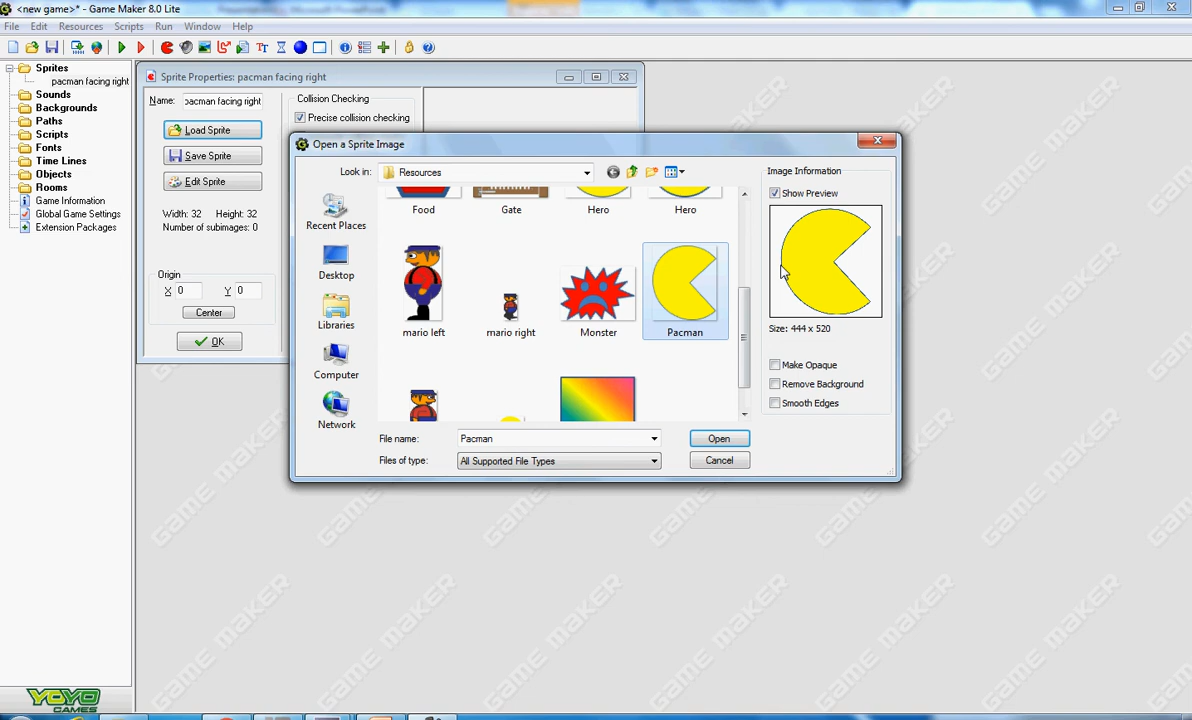 <new game>* - Game Maker 8.0 Lite
File Edit Resources Scripts Run Window Help
Sprites
pacman facing right
Sounds
Backgrounds
Paths
Scripts
Fonts
Time Lines
Objects
Rooms
Game Information
Global Game Settings
Extension Packages
Sprite Properties: pacman facing right
Name: pacman facing right
Load Sprite
Save Sprite
Edit Sprite
Width: 32 Height: 32
Number of subimages: 0
Origin
X 0 Y 0
Center
OK
Collision Checking
Precise collision checking
Open a Sprite Image
Look in: Resources
Recent Places
Desktop
Libraries
Computer
Network
Food Gate Hero Hero
mario left mario right Monster Pacman
File name: Pacman Open
Files of type: All Supported File Types Cancel
Image Information
Show Preview
Size: 444 x 520
Make Opaque
Remove Background
Smooth Edges
GAME MAKER
YOYO
GAMES